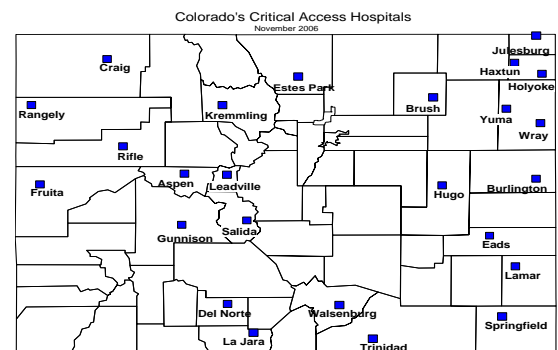 Colorado's Critical Access Hospitals
November 2006
Julesburg
Craig
Haxtun
Holyoke
Estes Park
Rangely
Kremmling
Brush
Yuma
Wray
Rifle
Fruita
Aspen
Leadville
Hugo
Burlington
Gunnison
Salida
Eads
Lamar
Del Norte
Walsenburg
Springfield
La Jara
Trinidad